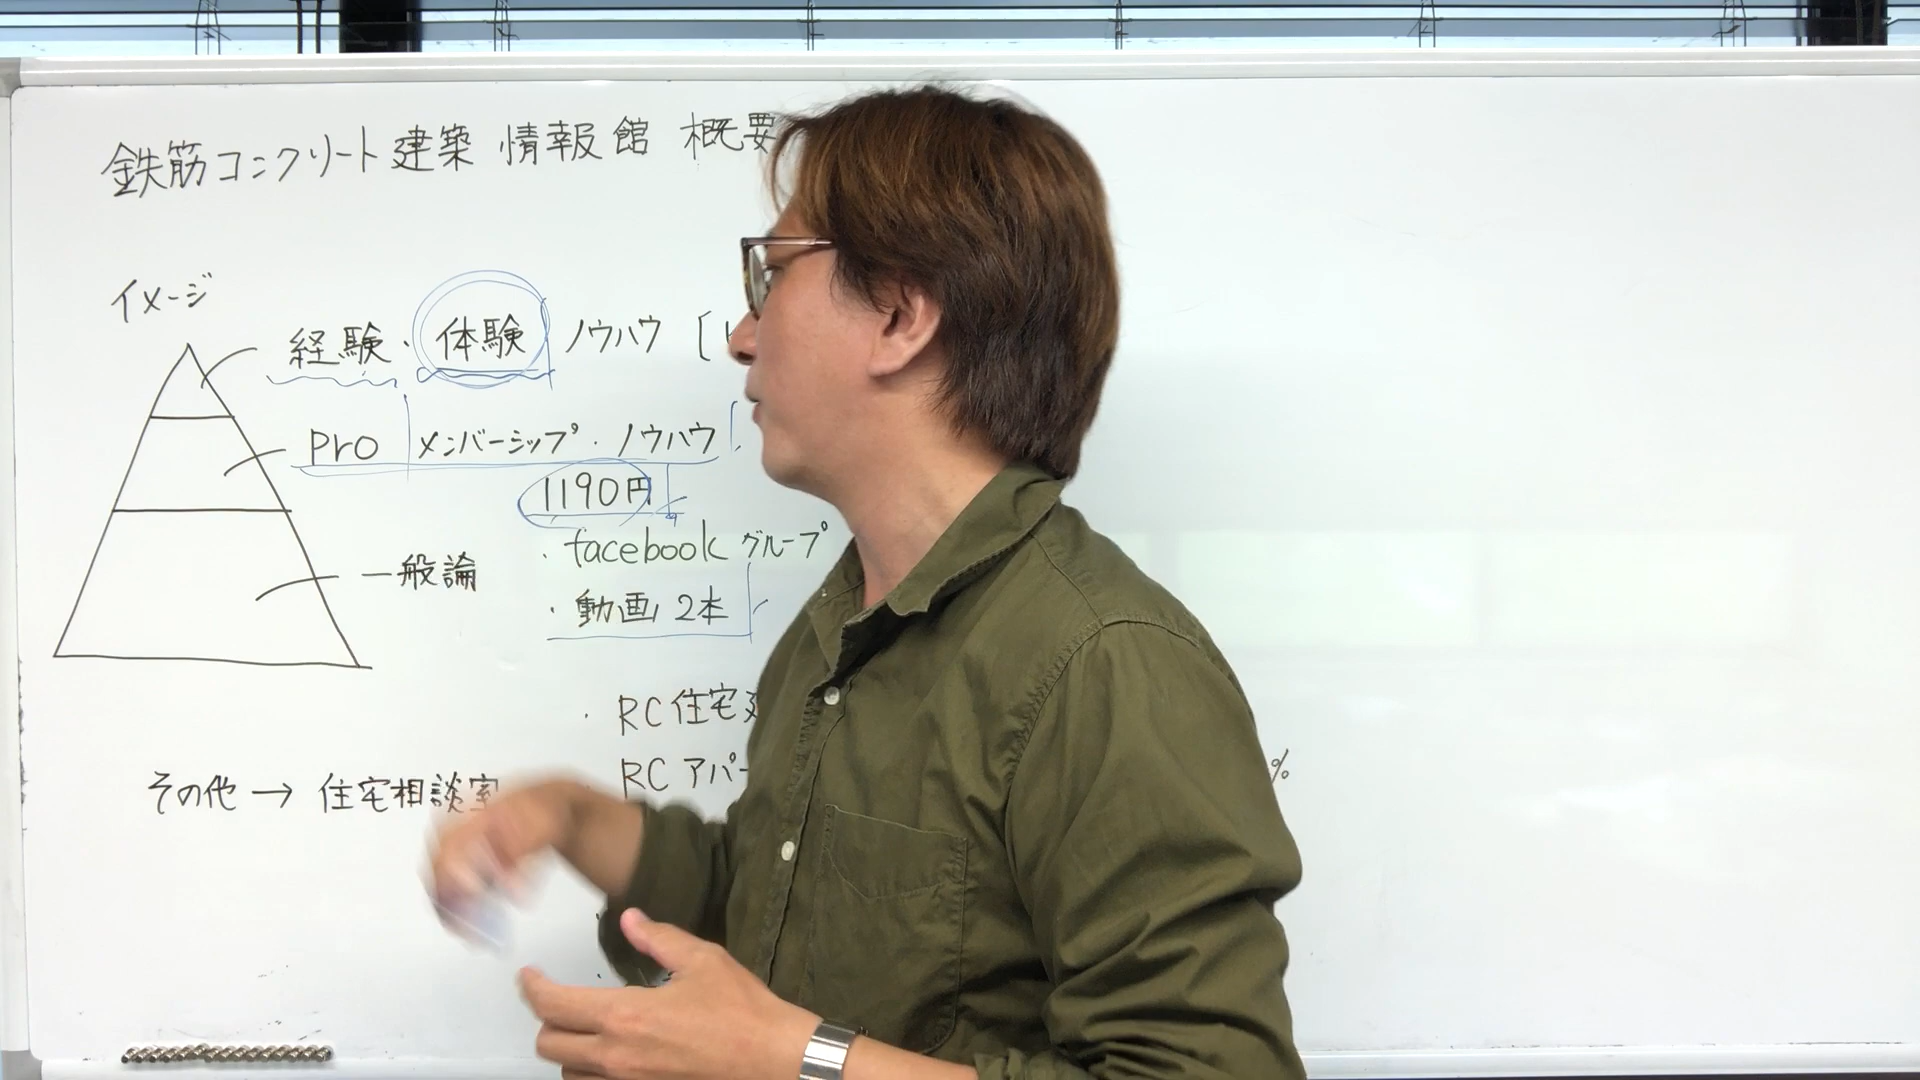 鉄筋コンクリート建築 情報館 概要
イメージ
経験・体験 ノウハウ [
pro メンバーシップ・ノウハウ [
1190円
・facebook グループ
一般論
・動画 2本
・RC住宅
RCアパー
%
その他 → 住宅相談室